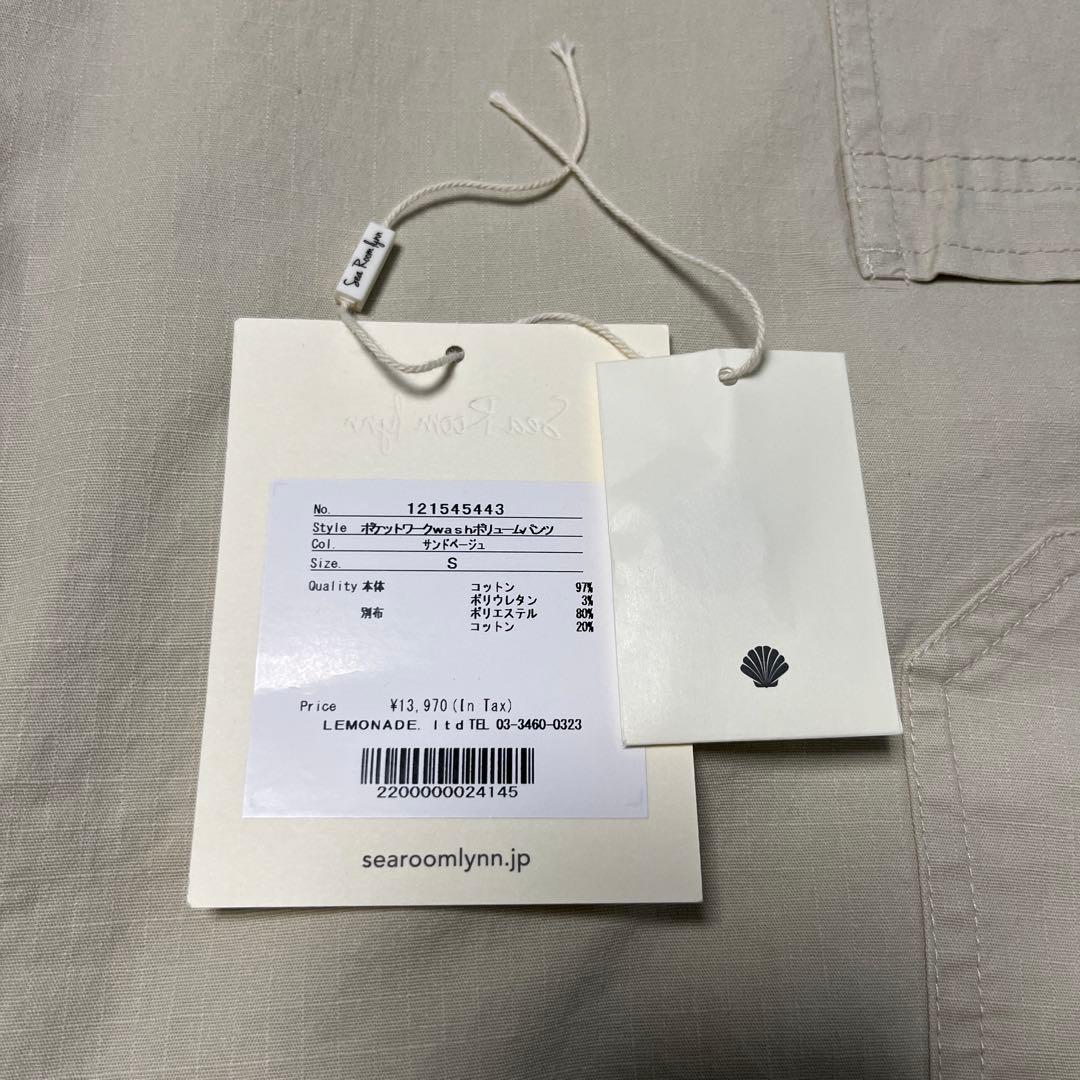 Sea Room lynn
Sea Room lynn
No. 121545443
Style ポケットワークwashボリュームパンツ
Col. サンドベージュ
Size. S
Quality 本体 コットン 97%
ポリウレタン 3%
別布 ポリエステル 80%
コットン 20%
Price ¥13,970(In Tax)
LEMONADE. ltd TEL 03-3460-0323
2200000024145
searoomlynn.jp